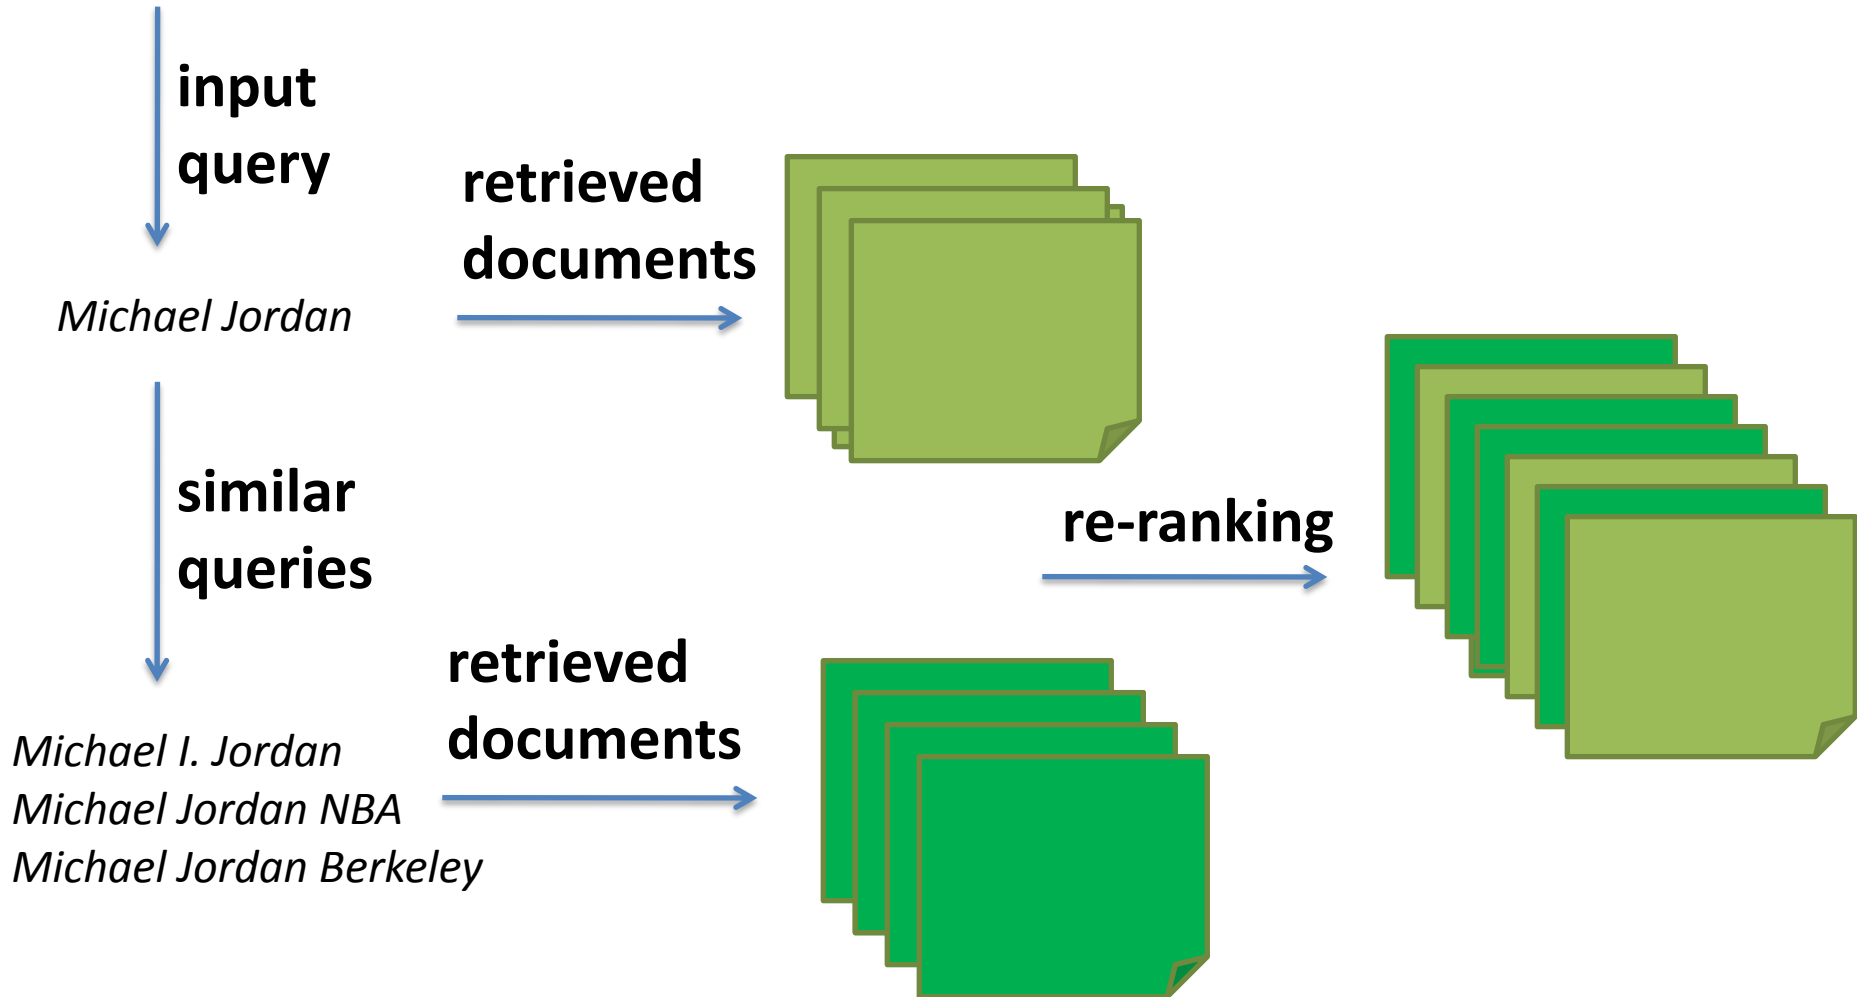 input
query
retrieved
documents
Michael Jordan
similar
queries
re-ranking
retrieved
documents
Michael I. Jordan
Michael Jordan NBA
Michael Jordan Berkeley